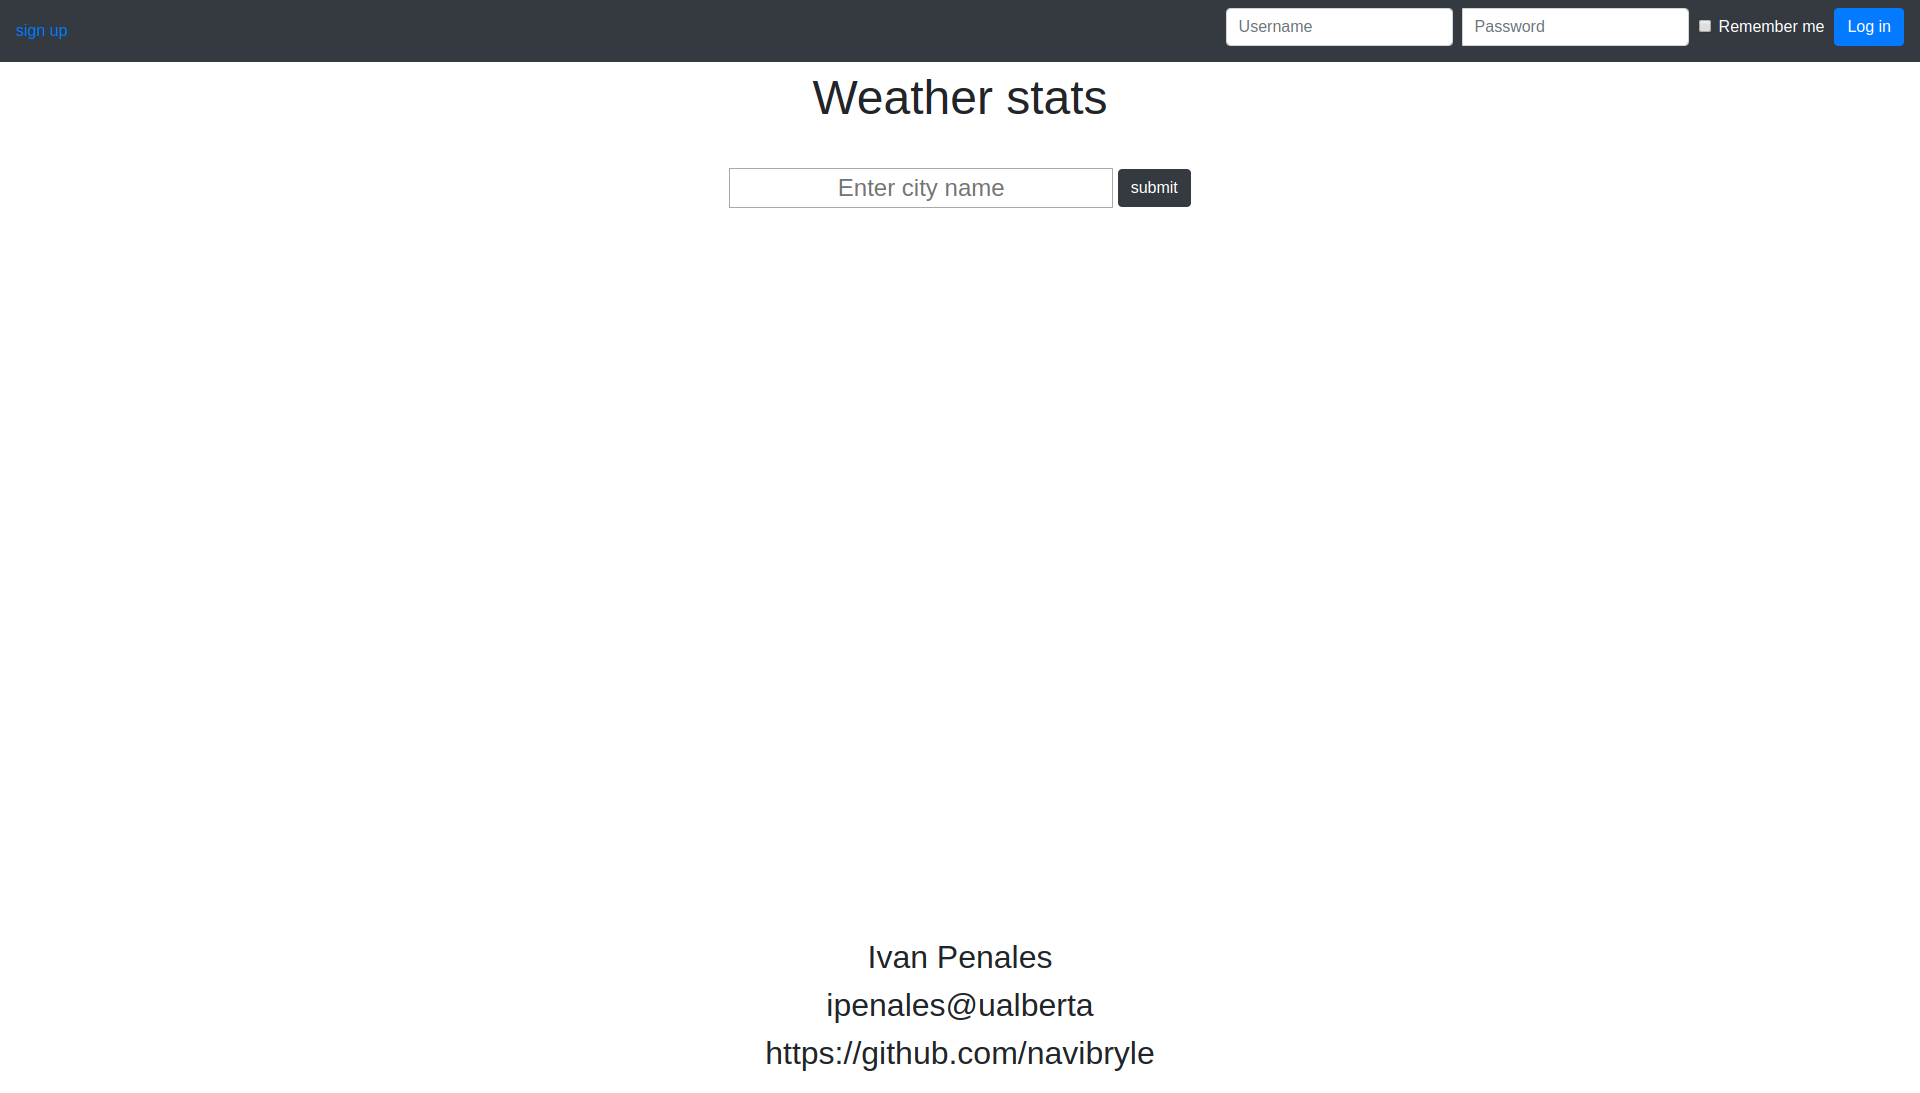 sign up
Username
Password
Remember me
Log in
Weather stats
Enter city name
submit
Ivan Penales
ipenales@ualberta
https://github.com/navibryle